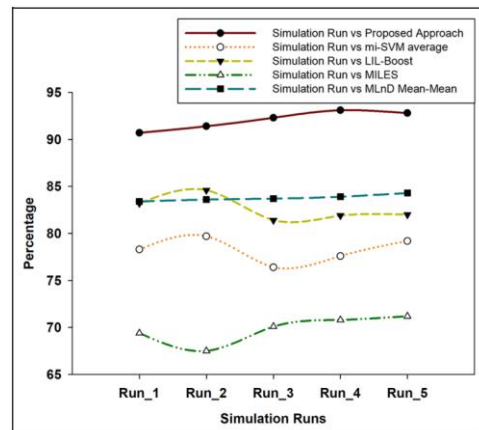 Simulation Run vs Proposed Approach
Simulation Run vs mi-SVM average
Simulation Run vs LIL-Boost
Simulation Run vs MILES
Simulation Run vs MLnD Mean-Mean
95
90
85
80
75
70
65
Percentage
Run_1 Run_2 Run_3 Run_4 Run_5
Simulation Runs